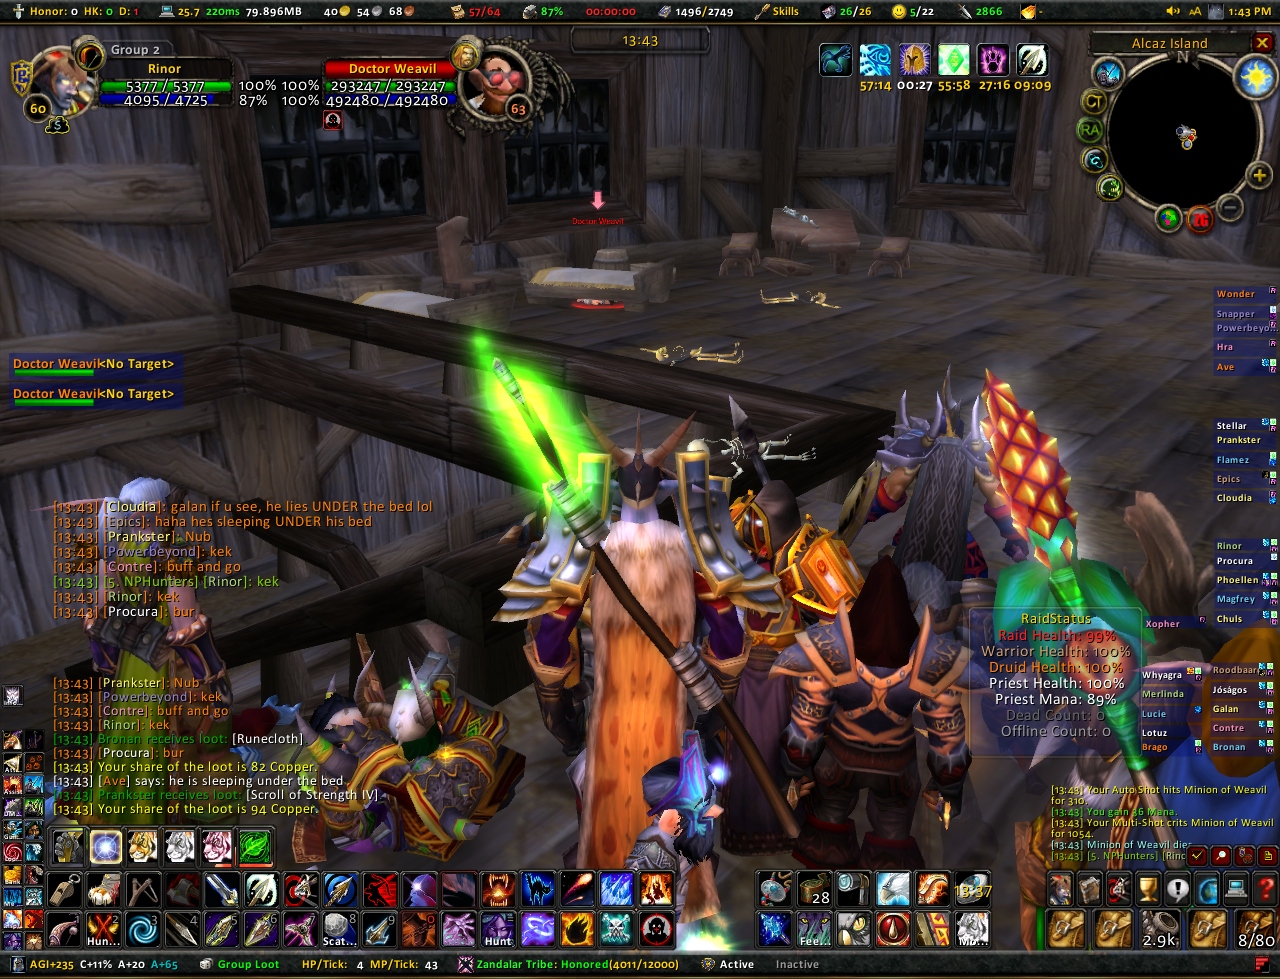 Honor: 0 HK: 0 D: 1 25.7 220ms 79.896MB 40 54 68 57/64 87% 00:00:00 1496/2749 Skills 26/26 5/22 2866 - AA 1:43 PM
Group 2
Rinor
5377 / 5377 100%
4095 / 4725 87%
60
S
Doctor Weavil
100% 293247 / 293247
100% 492480 / 492480
63
13:43
57:14 00:27 55:58 27:16 09:09
Alcaz Island
N
CT
RA
ZG
Doctor Weavil
Doctor Weavil<No Target>
Doctor Weavil<No Target>
Wonder
Snapper
Powerbeyo...
Hra
Ave
Stellar
Prankster
Flamez
Epics
Cloudia
Rinor
Procura
Phoellen
Magfrey
Chuls
Xopher
Whyagra
Merlinda
Lucie
Lotuz
Brago
Roodbaar
Jóságos
Galan
Contre
Bronan
[13:43] [Cloudia]: galan if u see, he lies UNDER the bed lol
[13:43] [Epics]: haha hes sleeping UNDER his bed
[13:43] [Prankster]: Nub
[13:43] [Powerbeyond]: kek
[13:43] [Contre]: buff and go
[13:43] [5. NPHunters] [Rinor]: kek
[13:43] [Rinor]: kek
[13:43] [Procura]: bur
RaidStatus
Raid Health: 99%
Warrior Health: 100%
Druid Health: 100%
Priest Health: 100%
Priest Mana: 89%
Dead Count: 0
Offline Count: 0
[13:43] [Prankster]: Nub
[13:43] [Powerbeyond]: kek
[13:43] [Contre]: buff and go
[13:43] [Rinor]: kek
[13:43] Bronan receives loot: [Runecloth]
[13:43] [Procura]: bur
[13:43] Your share of the loot is 82 Copper.
[13:43] [Ave] says: he is sleeping under the bed
[13:43] Prankster receives loot: [Scroll of Strength IV]
[13:43] Your share of the loot is 94 Copper.
[13:43] Your Auto Shot hits Minion of Weavil
for 310.
[13:43] You gain 36 Mana.
[13:43] Your Multi-Shot crits Minion of Weavil
for 1054.
[13:43] Minion of Weavil dies
[13:43] [5. NPHunters] [Rinc
28
13:37
Hun...
Scat...
Hunt
Fee...
2.9k
8/80
AGI+235 C+11% A+20 A+65 Group Loot HP/Tick: 4 MP/Tick: 43 Zandalar Tribe: Honored(4011/12000) Active Inactive